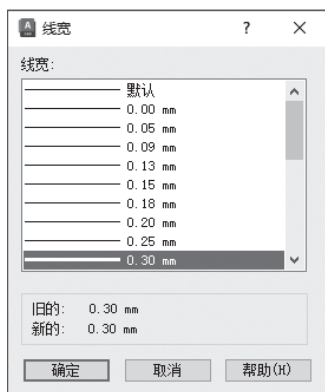 线宽
?
×
线宽:
默认
0.00 mm
0.05 mm
0.09 mm
0.13 mm
0.15 mm
0.18 mm
0.20 mm
0.25 mm
0.30 mm
旧的: 0.30 mm
新的: 0.30 mm
确定 取消 帮助(H)